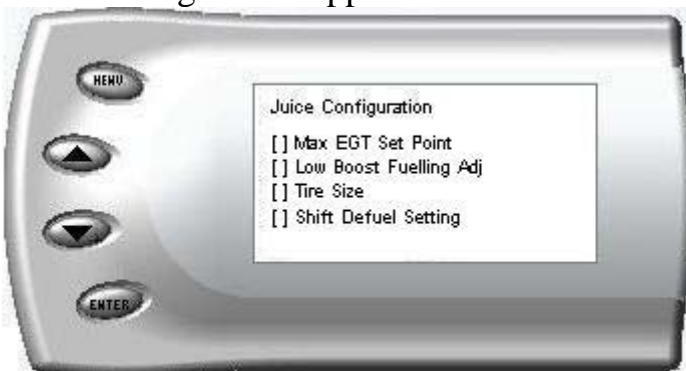 MENU
ENTER
Juice Configuration
[ ] Max EGT Set Point
[ ] Low Boost Fuelling Adj
[ ] Tire Size
[ ] Shift Defuel Setting